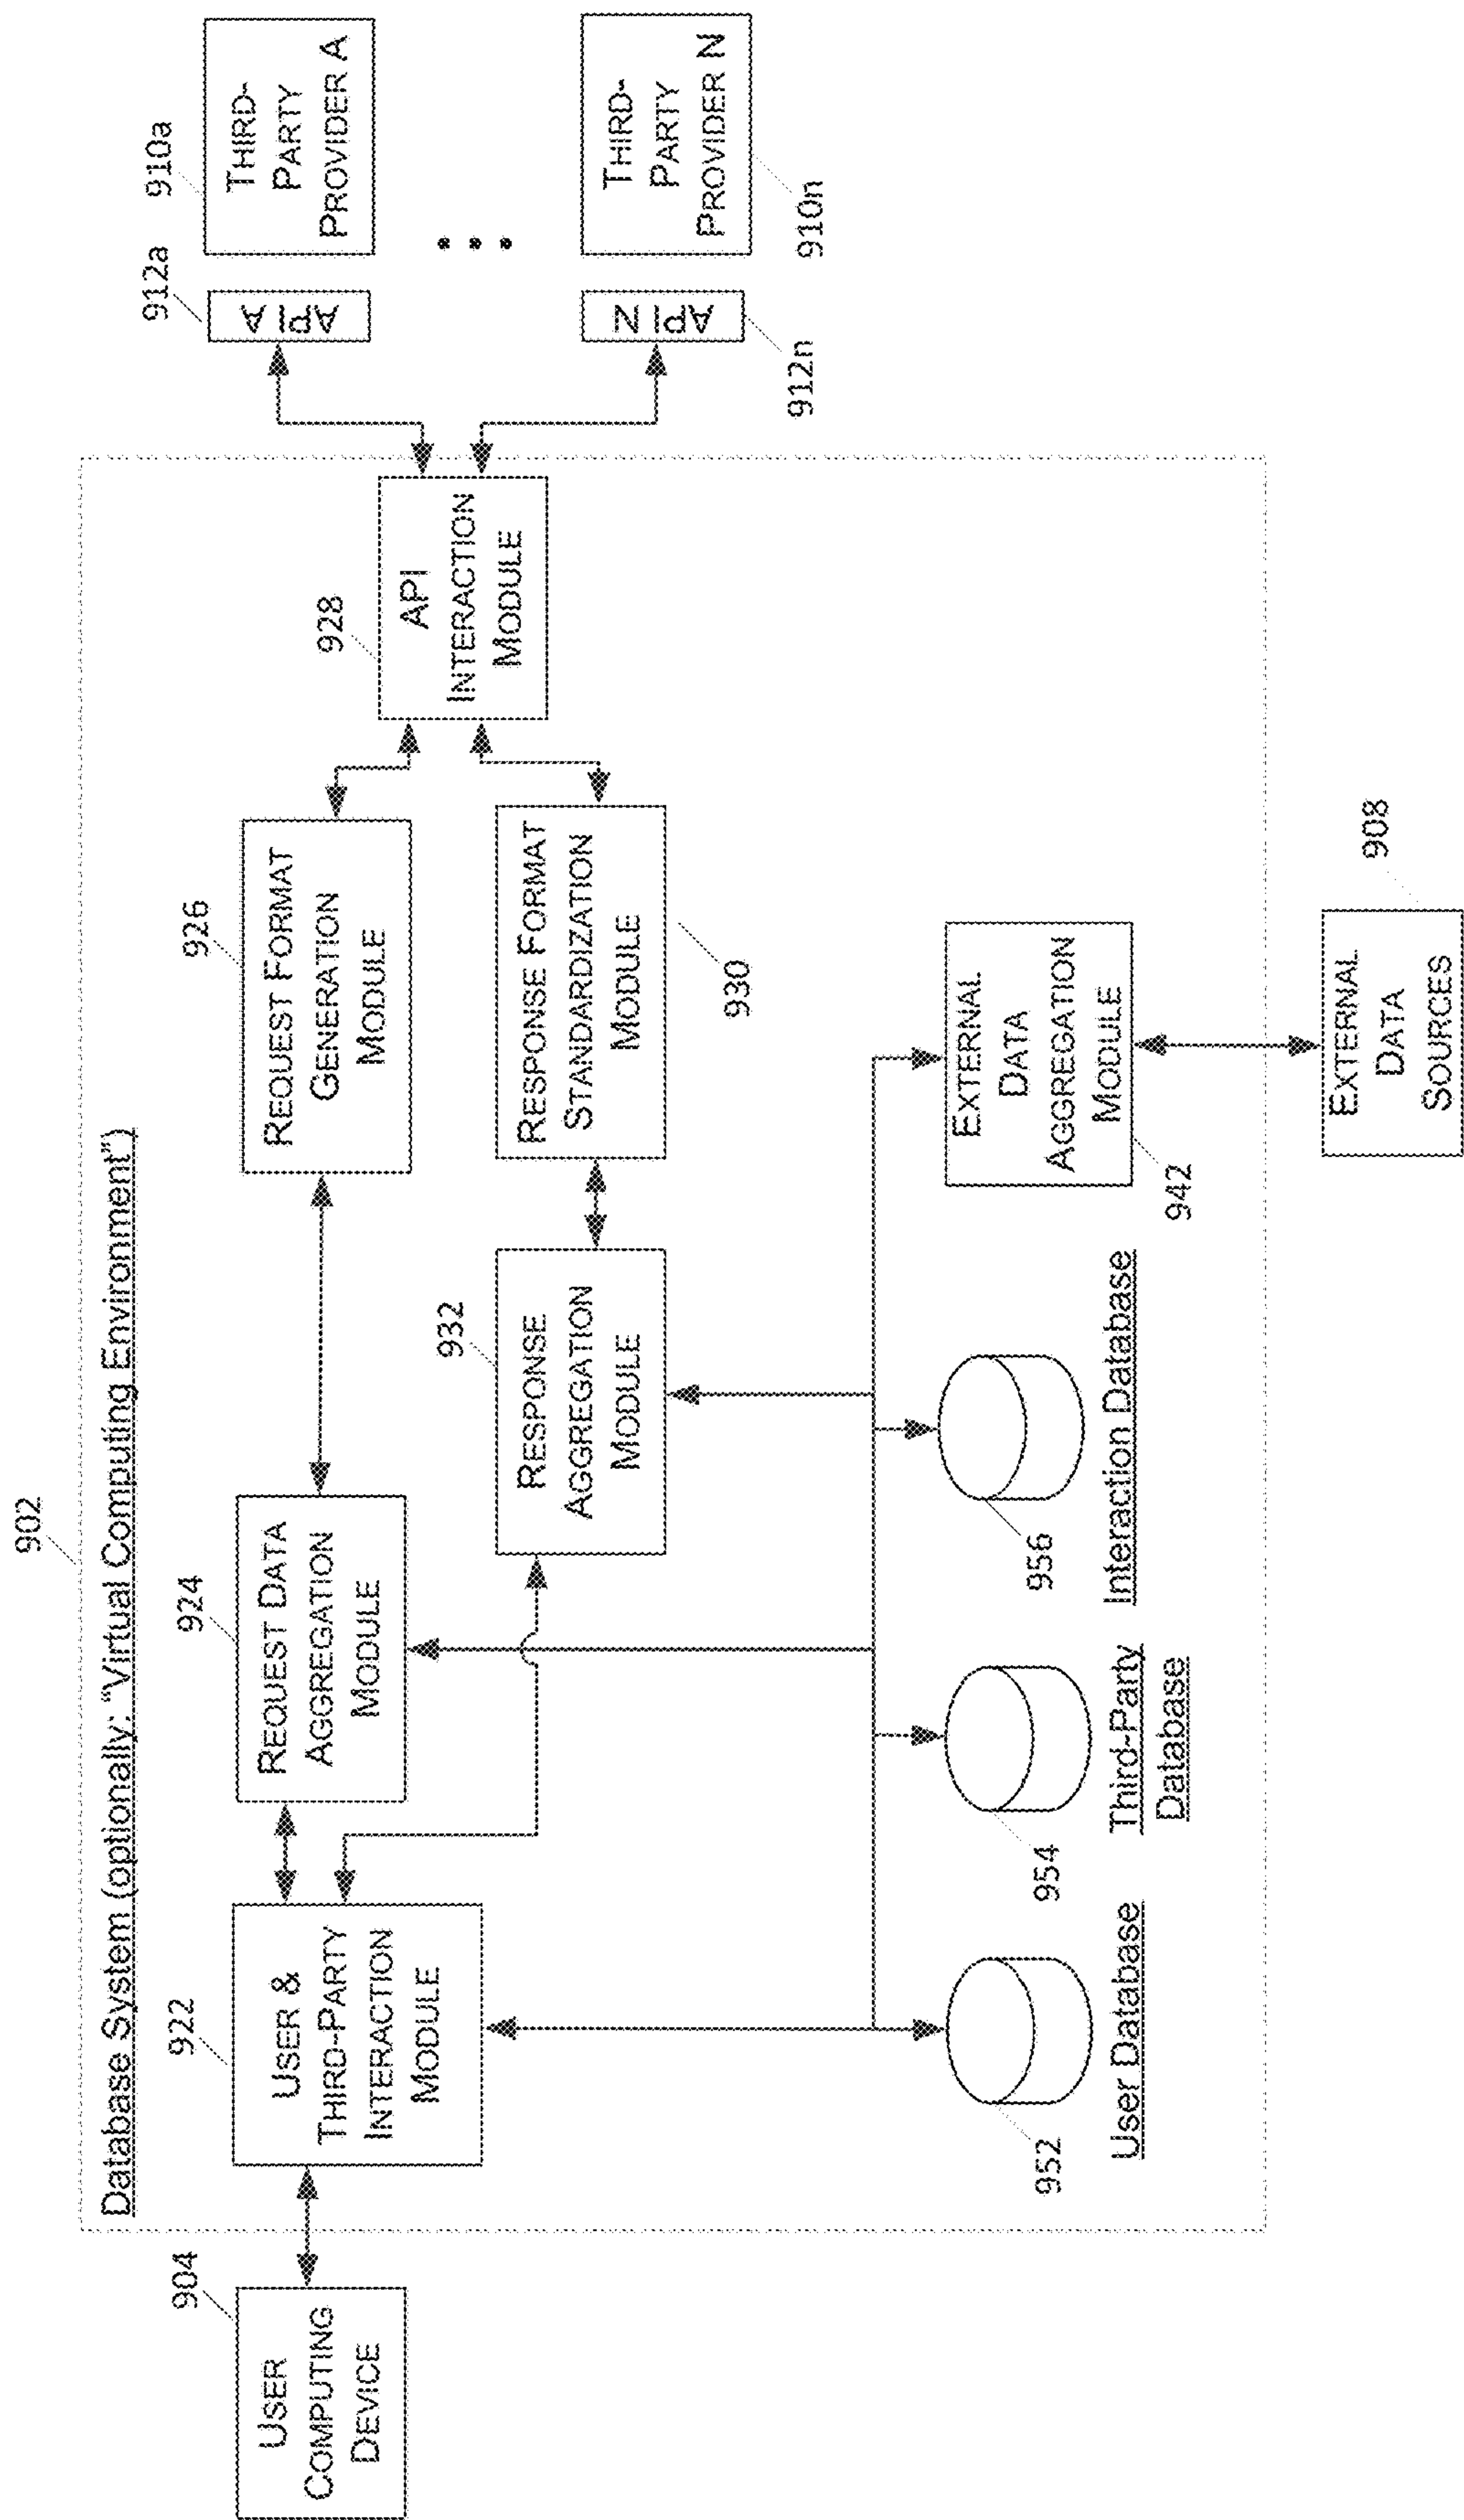 902
Database System (optionally: “Virtual Computing Environment”)
904
USER
COMPUTING
DEVICE
922
USER &
THIRD-PARTY
INTERACTION
MODULE
924
REQUEST DATA
AGGREGATION
MODULE
926
REQUEST FORMAT
GENERATION
MODULE
928
API
INTERACTION
MODULE
932
RESPONSE
AGGREGATION
MODULE
RESPONSE FORMAT
STANDARDIZATION
MODULE
930
912a
API
A
910a
THIRD-
PARTY
PROVIDER A
API
N
912n
THIRD-
PARTY
PROVIDER N
910n
952
User Database
954
Third-Party
Database
956
Interaction Database
EXTERNAL
DATA
AGGREGATION
MODULE
942
EXTERNAL
DATA
SOURCES
908